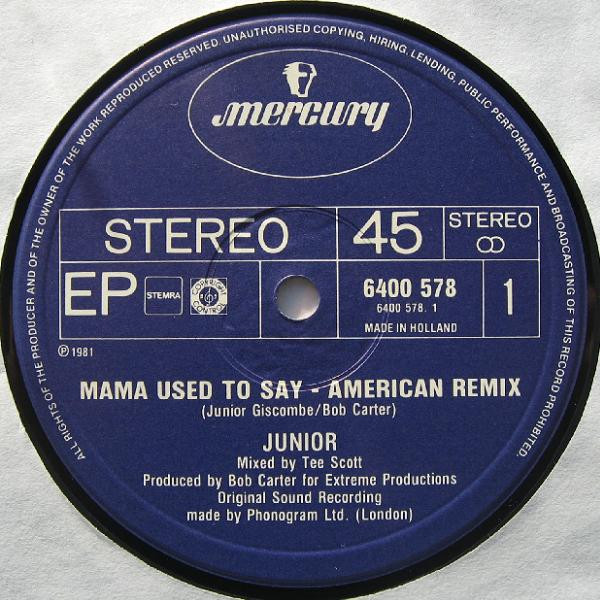 ALL RIGHTS OF THE PRODUCER AND OF THE OWNER OF THE WORK REPRODUCED RESERVED. UNAUTHORISED COPYING, HIRING, LENDING, PUBLIC PERFORMANCE AND BROADCASTING OF THIS RECORD PROHIBITED.
mercury
STEREO 45 STEREO
EP STEMRA COPYRIGHT CONTROL 6400 578 1
6400 578. 1
MADE IN HOLLAND
℗ 1981
MAMA USED TO SAY - AMERICAN REMIX
(Junior Giscombe/Bob Carter)
JUNIOR
Mixed by Tee Scott
Produced by Bob Carter for Extreme Productions
Original Sound Recording
made by Phonogram Ltd. (London)